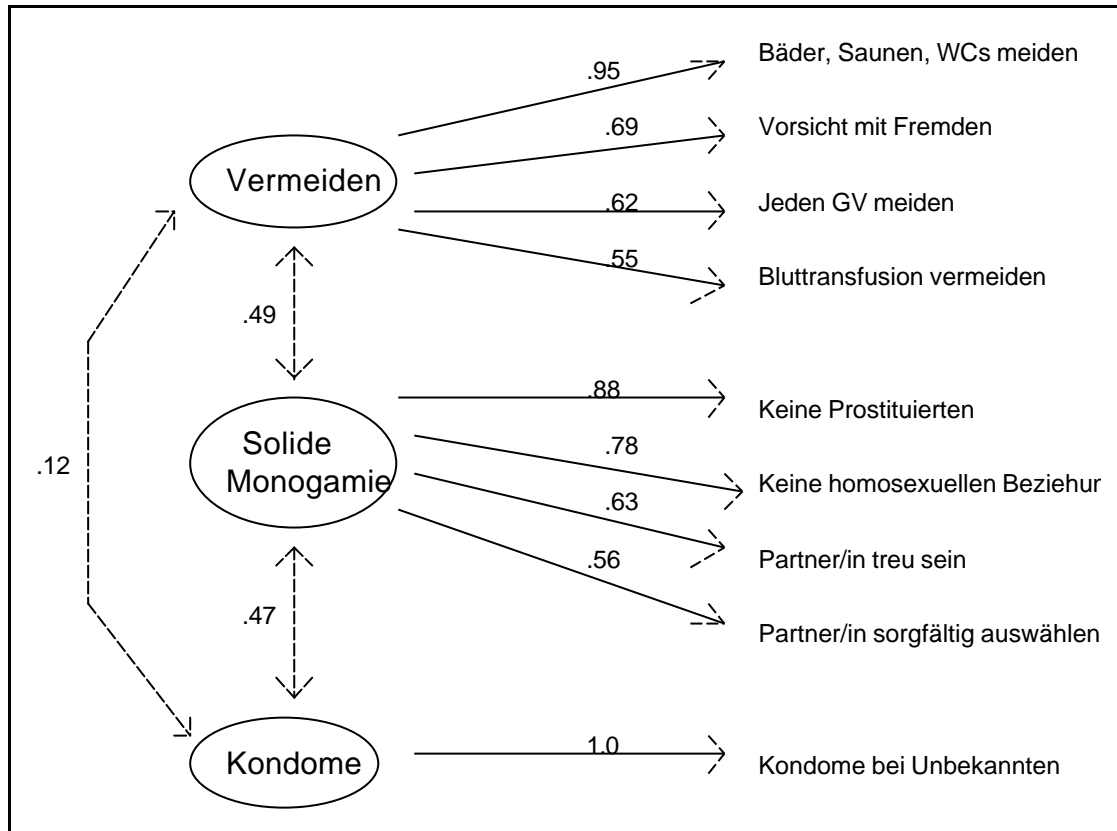 Bäder, Saunen, WCs meiden
.95
.69
Vorsicht mit Fremden
Vermeiden
.62
Jeden GV meiden
.55
Bluttransfusion vermeiden
.49
.88
Keine Prostituierten
Solide
Monogamie
.78
.12
Keine homosexuellen Beziehur
.63
.56
Partner/in treu sein
.47
Partner/in sorgfältig auswählen
1.0
Kondome
Kondome bei Unbekannten